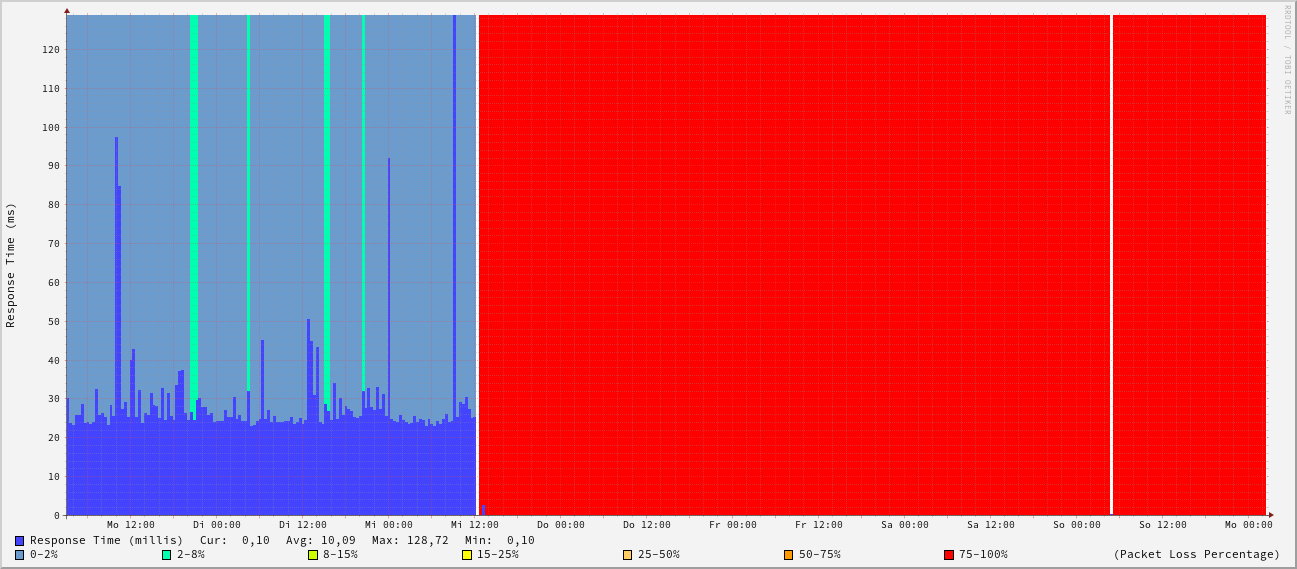 RRDTOOL / TOBI OETIKER
Response Time (ms)
120
110
100
90
80
70
60
50
40
30
20
10
0
Mo 12:00 Di 00:00 Di 12:00 Mi 00:00 Mi 12:00 Do 00:00 Do 12:00 Fr 00:00 Fr 12:00 Sa 00:00 Sa 12:00 So 00:00 So 12:00 Mo 00:00
Response Time (millis) Cur: 0,10 Avg: 10,09 Max: 128,72 Min: 0,10
0-2% 2-8% 8-15% 15-25% 25-50% 50-75% 75-100% (Packet Loss Percentage)